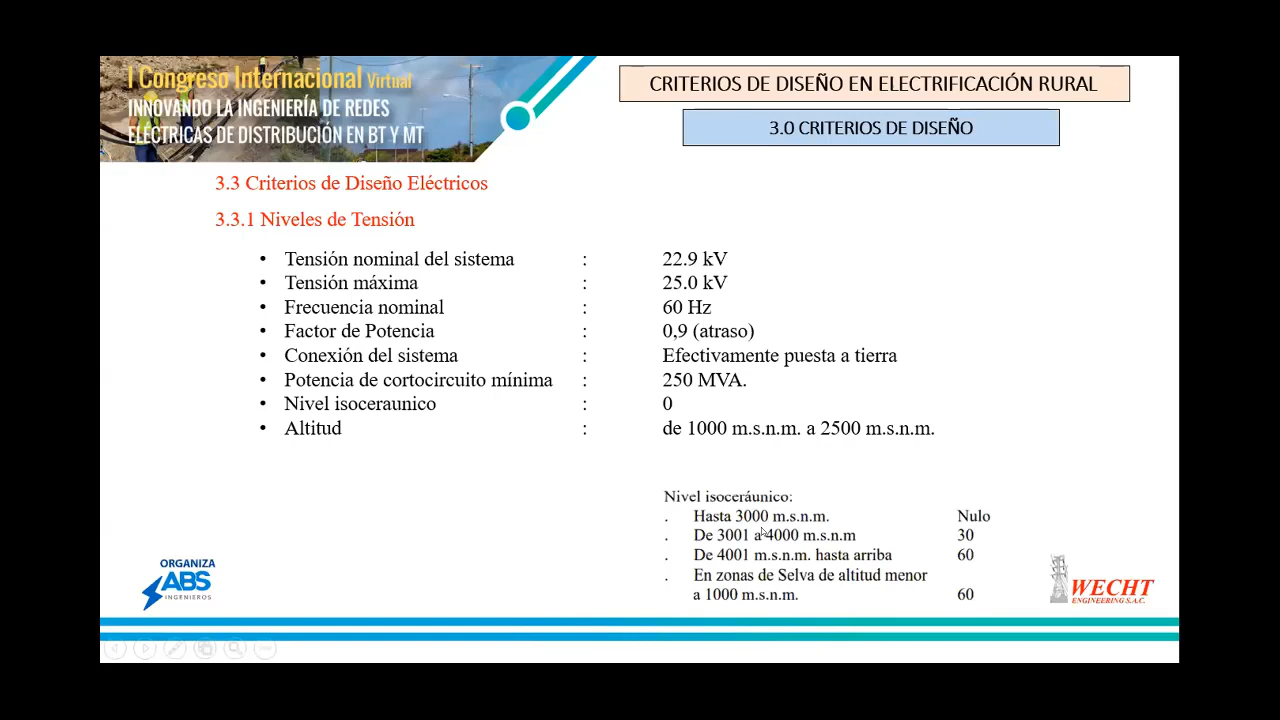 I Congreso Internacional Virtual
INNOVANDO LA INGENIERÍA DE REDES
ELÉCTRICAS DE DISTRIBUCIÓN EN BT Y MT
CRITERIOS DE DISEÑO EN ELECTRIFICACIÓN RURAL
3.0 CRITERIOS DE DISEÑO
3.3 Criterios de Diseño Eléctricos
3.3.1 Niveles de Tensión
• Tensión nominal del sistema : 22.9 kV
• Tensión máxima : 25.0 kV
• Frecuencia nominal : 60 Hz
• Factor de Potencia : 0,9 (atraso)
• Conexión del sistema : Efectivamente puesta a tierra
• Potencia de cortocircuito mínima : 250 MVA.
• Nivel isoceraunico : 0
• Altitud : de 1000 m.s.n.m. a 2500 m.s.n.m.
Nivel isoceráunico:
. Hasta 3000 m.s.n.m. Nulo
. De 3001 a 4000 m.s.n.m 30
. De 4001 m.s.n.m. hasta arriba 60
. En zonas de Selva de altitud menor
a 1000 m.s.n.m. 60
ORGANIZA
ABS
INGENIEROS
WECHT
ENGINEERING S.A.C.